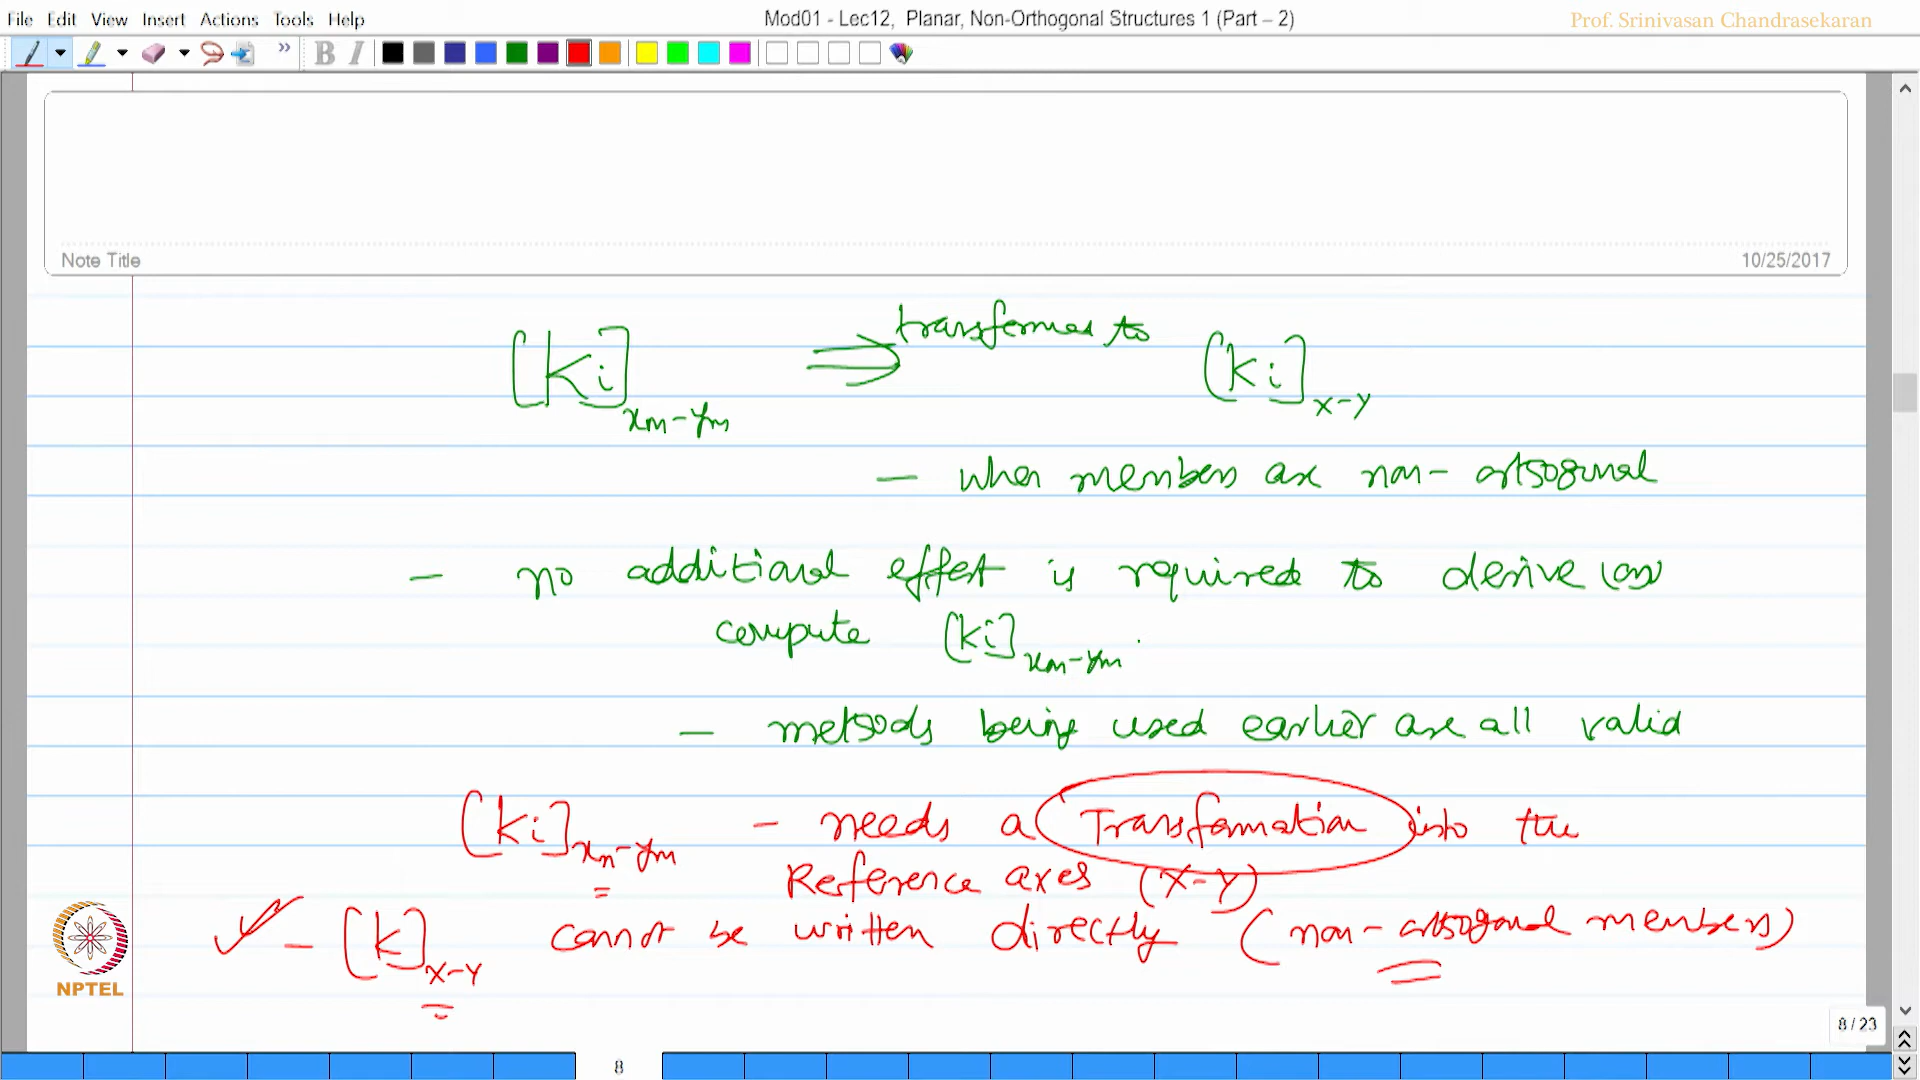 File Edit View Insert Actions Tools Help
Mod01 - Lec12, Planar, Non-Orthogonal Structures 1 (Part – 2)
Prof. Srinivasan Chandrasekaran
B I
Note Title
10/25/2017
[Ki]xm-ym ⇒ transformed to [Ki]x-y
– when members are non-orthogonal
– no additional effort is required to derive (or)
compute [Ki]xm-ym.
– methods being used earlier are all valid
[Ki]xm-ym – needs a Transformation into the
Reference axes (X-Y)
✓ – [K]x-y cannot be written directly (non-orthogonal members)
NPTEL
8/23
8